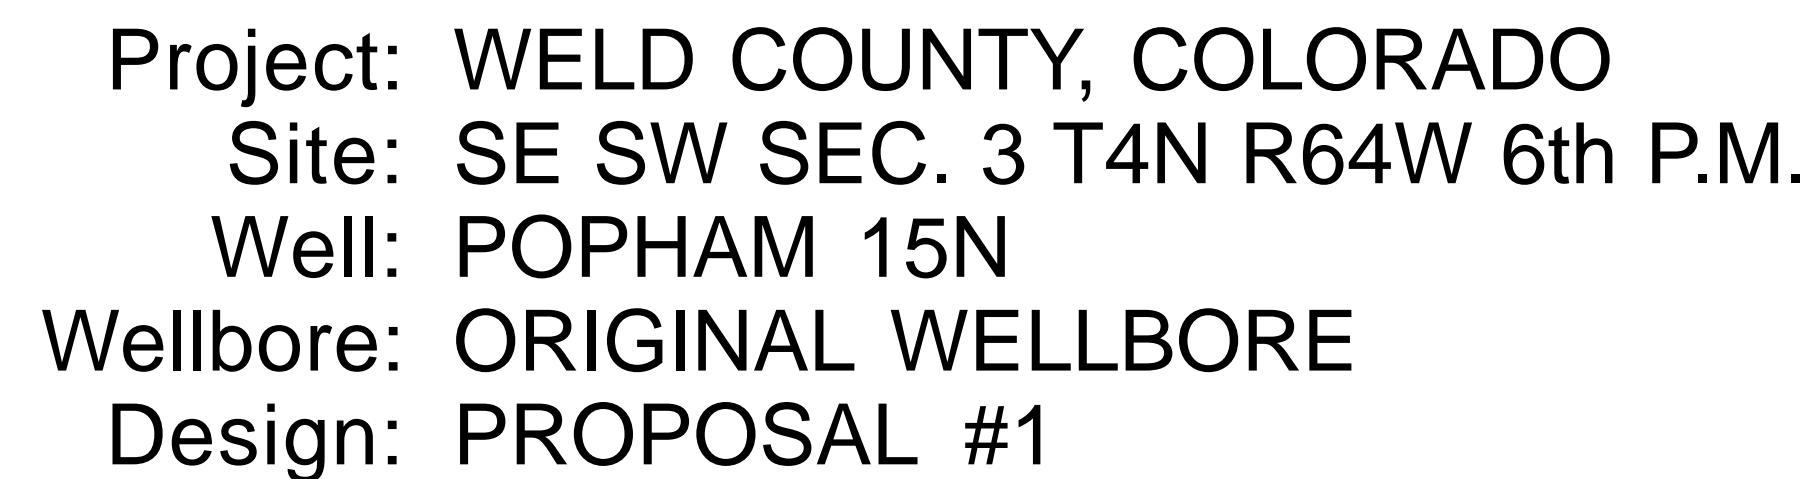 Project: WELD COUNTY, COLORADO
Site: SE SW SEC. 3 T4N R64W 6th P.M.
Well: POPHAM 15N
Wellbore: ORIGINAL WELLBORE
Design: PROPOSAL #1